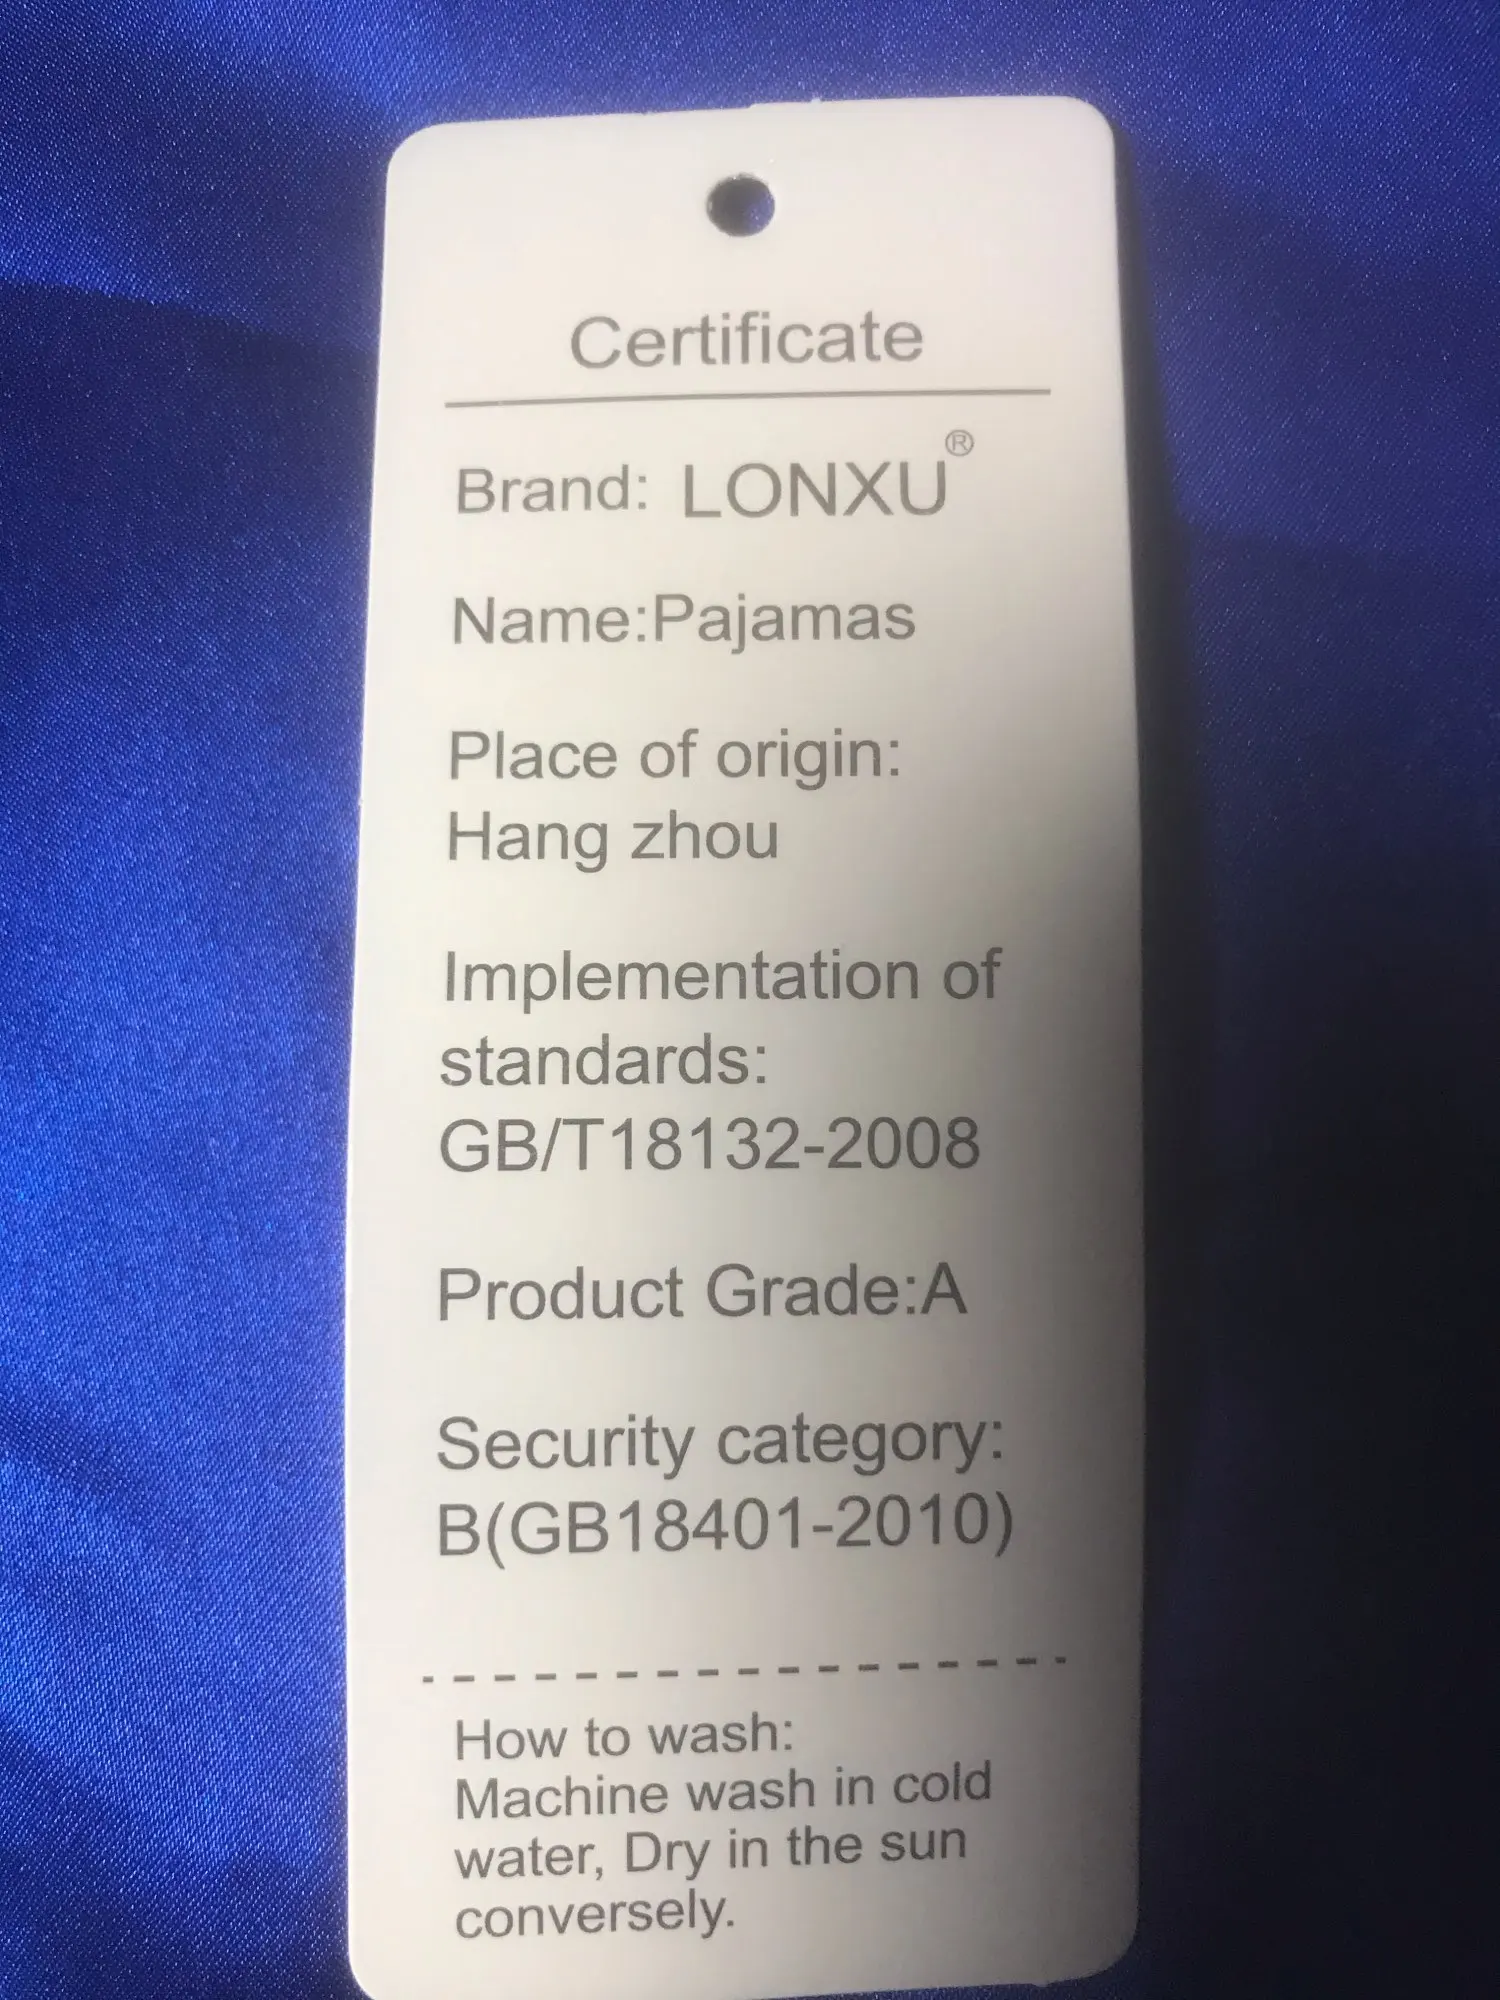 Certificate
Brand: LONXU®
Name:Pajamas
Place of origin:
Hang zhou
Implementation of
standards:
GB/T18132-2008
Product Grade:A
Security category:
B(GB18401-2010)
How to wash:
Machine wash in cold
water, Dry in the sun
conversely.